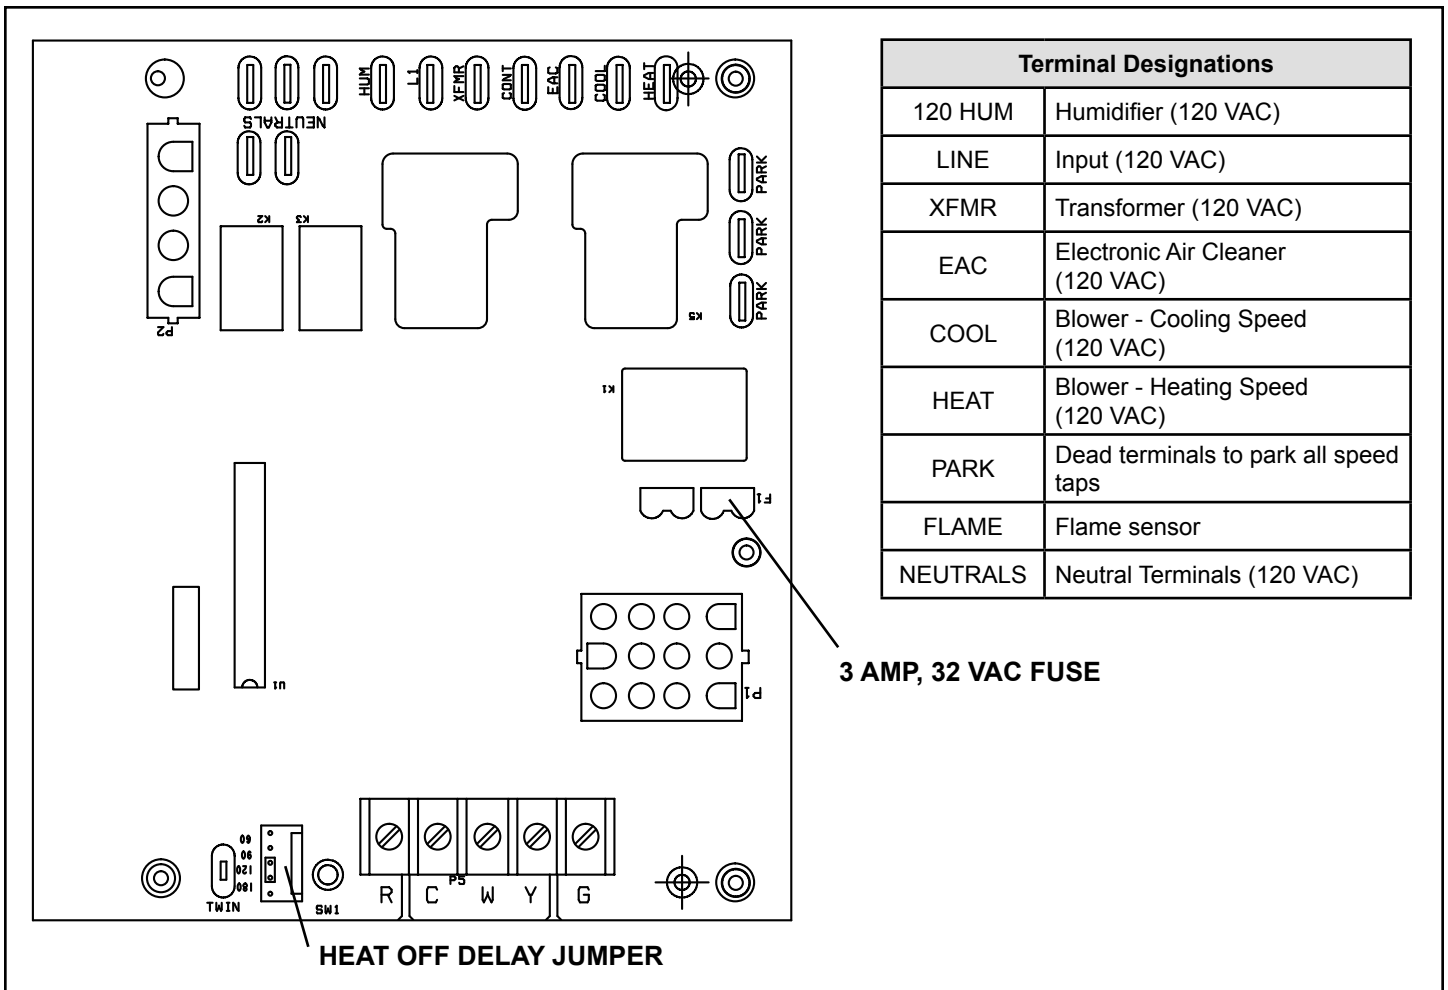 HUM
L1
XFMR
CONT
EAC
COOL
HEAT
NEUTRALS
PARK
PARK
PARK
K2
K3
P2
K5
K1
F1
U1
P1
3 AMP, 32 VAC FUSE
60
90
120
180
TWIN
SW1
P5
R C W Y G
HEAT OFF DELAY JUMPER
Terminal Designations
120 HUM Humidifier (120 VAC)
LINE Input (120 VAC)
XFMR Transformer (120 VAC)
EAC Electronic Air Cleaner
(120 VAC)
COOL Blower - Cooling Speed
(120 VAC)
HEAT Blower - Heating Speed
(120 VAC)
PARK Dead terminals to park all speed
taps
FLAME Flame sensor
NEUTRALS Neutral Terminals (120 VAC)